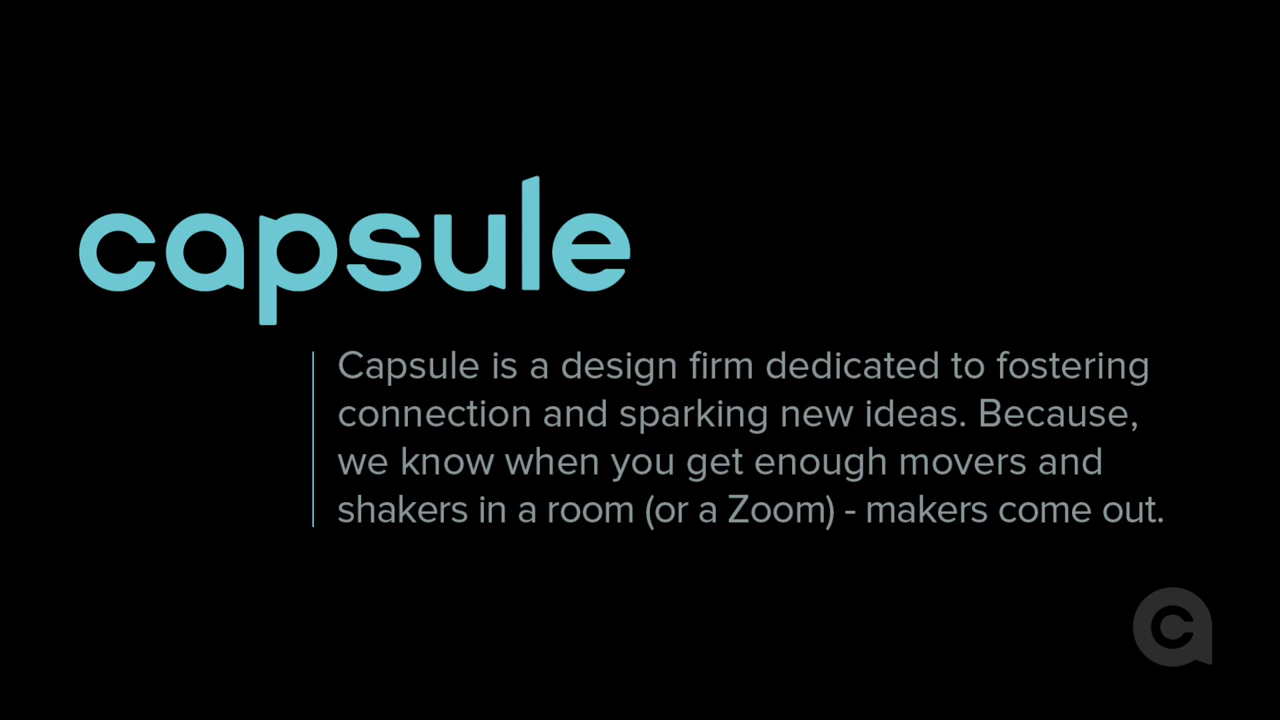 capsule
Capsule is a design firm dedicated to fostering
connection and sparking new ideas. Because,
we know when you get enough movers and
shakers in a room (or a Zoom) - makers come out.
c